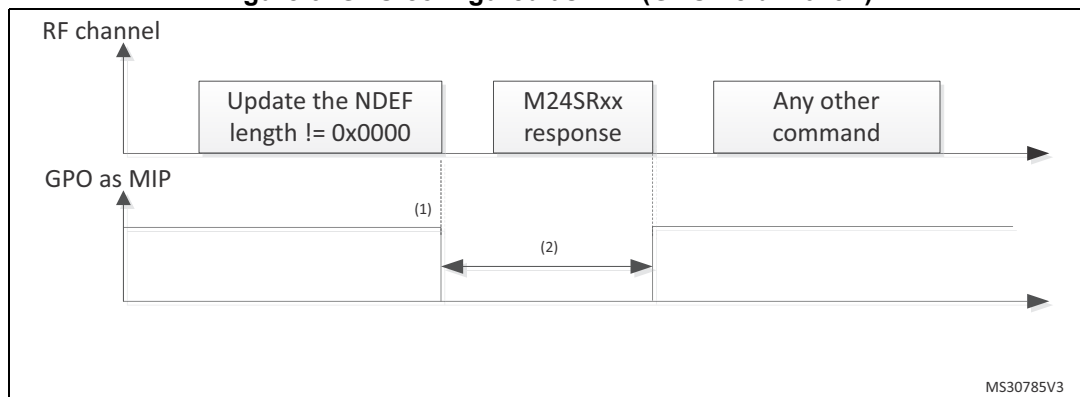 RF channel
Update the NDEF
length != 0x0000
M24SRxx
response
Any other
command
GPO as MIP
(1)
(2)
MS30785V3